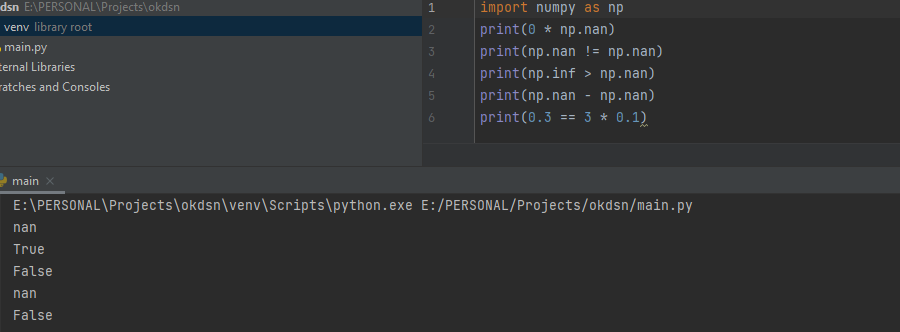 kdsn E:\PERSONAL\Projects\okdsn
venv library root
main.py
ternal Libraries
ratches and Consoles
1 import numpy as np
2 print(0 * np.nan)
3 print(np.nan != np.nan)
4 print(np.inf > np.nan)
5 print(np.nan - np.nan)
6 print(0.3 == 3 * 0.1)
main ×
E:\PERSONAL\Projects\okdsn\venv\Scripts\python.exe E:/PERSONAL/Projects/okdsn/main.py
nan
True
False
nan
False